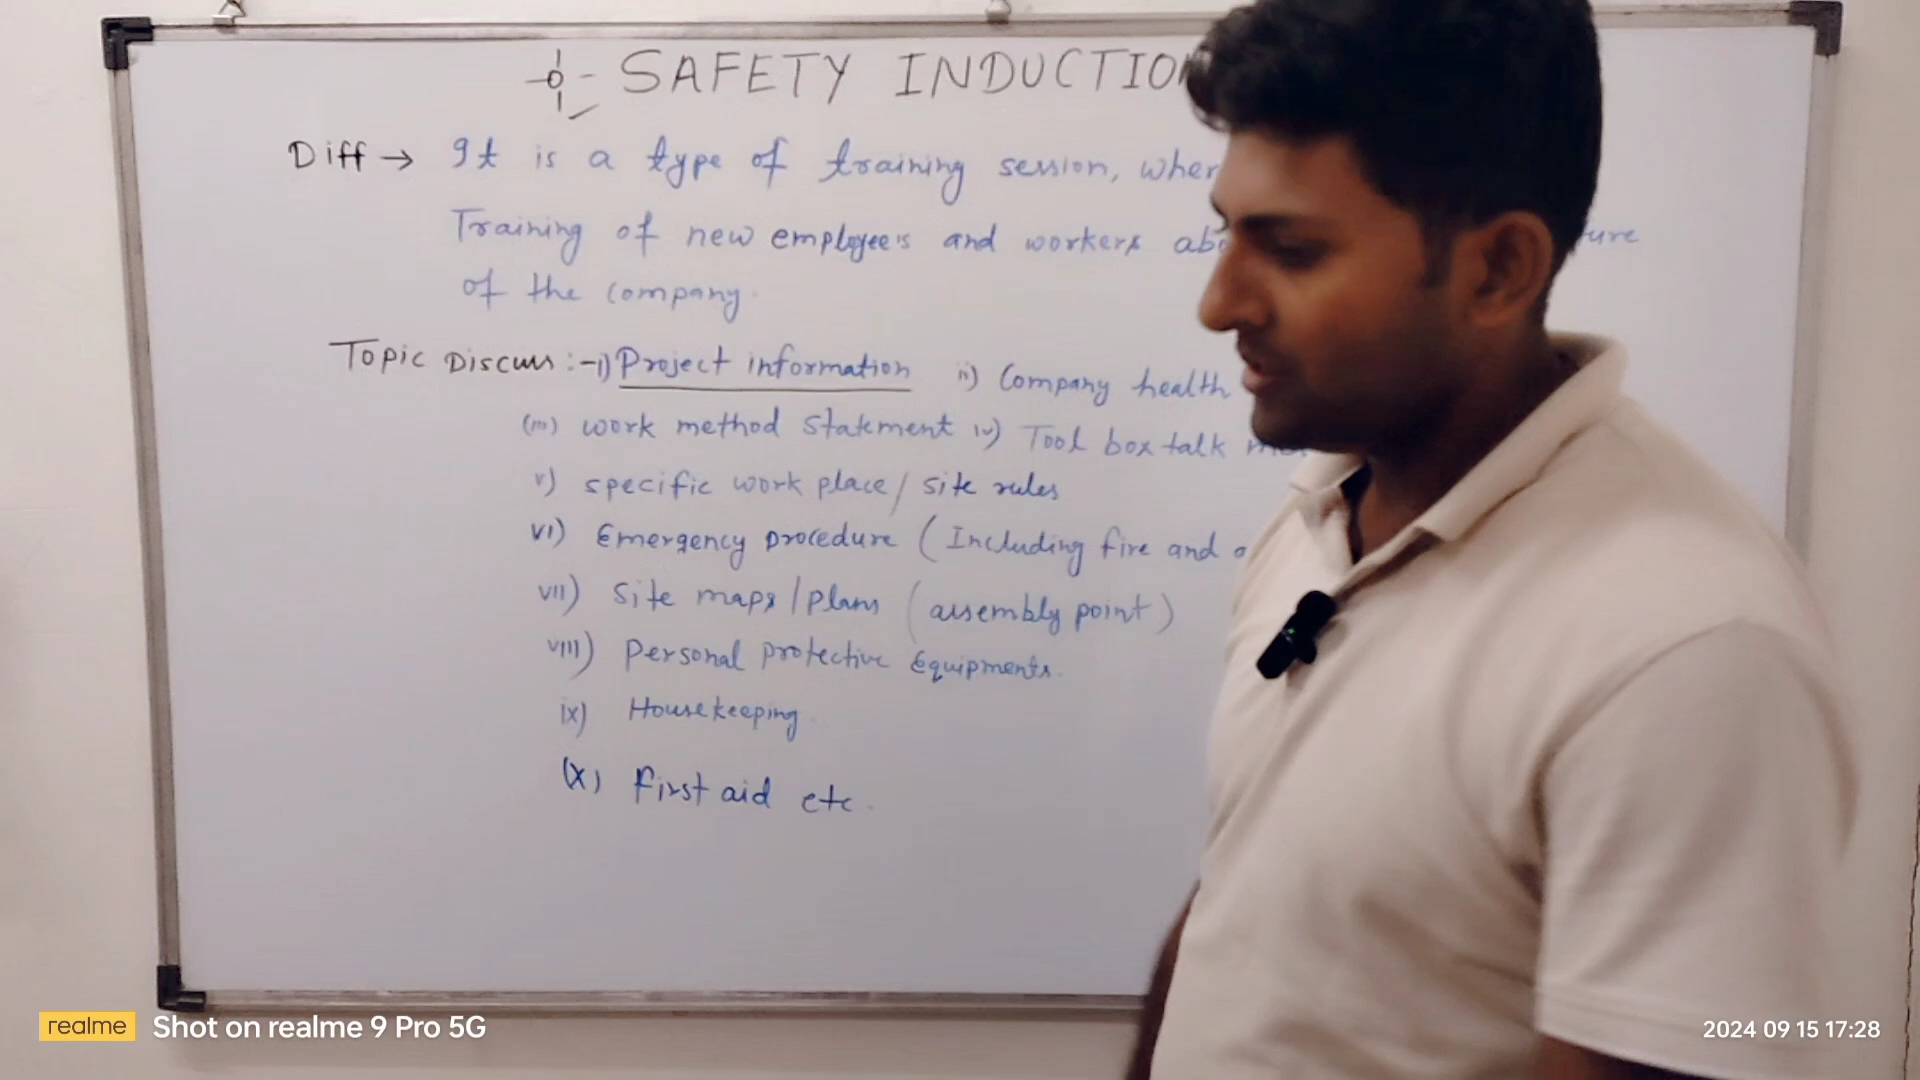 SAFETY INDUCTION
Diff → It is a type of training session, wher
Training of new employee's and workers abo ture
of the company.
Topic Discuss :- i) Project information ii) Company health
(iii) work method statement iv) Tool box talk
v) specific work place / site rules
VI) Emergency procedure (Including fire and
VII) Site maps / plans (assembly point)
VIII) Personal protective Equipments.
IX) Housekeeping
(X) First aid etc.
realme Shot on realme 9 Pro 5G
2024 09 15 17:28